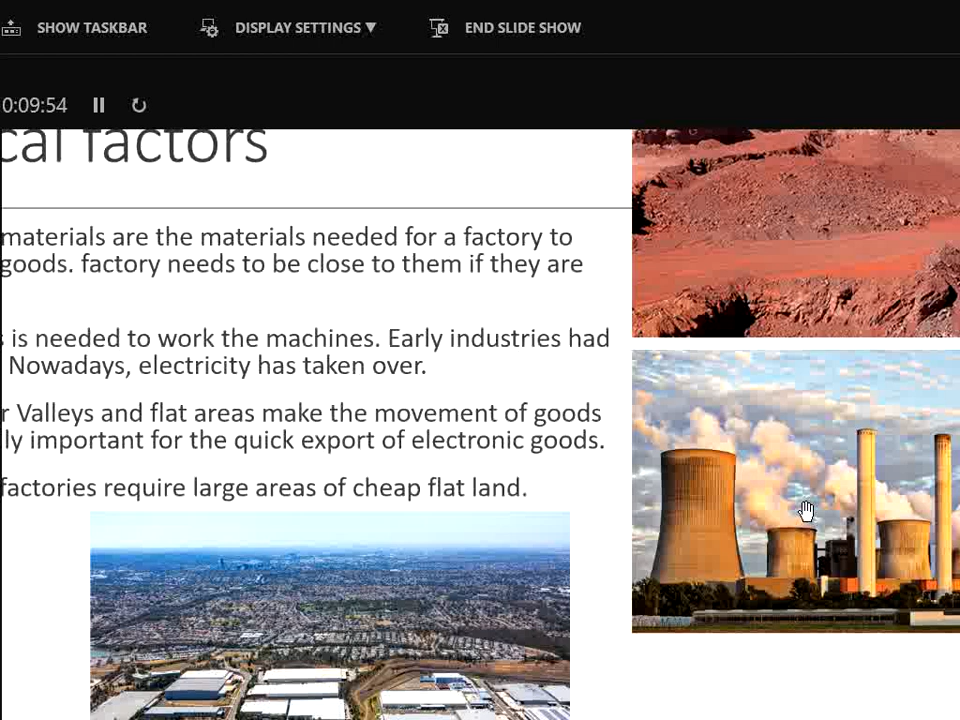 SHOW TASKBAR DISPLAY SETTINGS ▼ END SLIDE SHOW
0:09:54
cal factors
materials are the materials needed for a factory to
goods. factory needs to be close to them if they are
is needed to work the machines. Early industries had
Nowadays, electricity has taken over.
r Valleys and flat areas make the movement of goods
ly important for the quick export of electronic goods.
factories require large areas of cheap flat land.